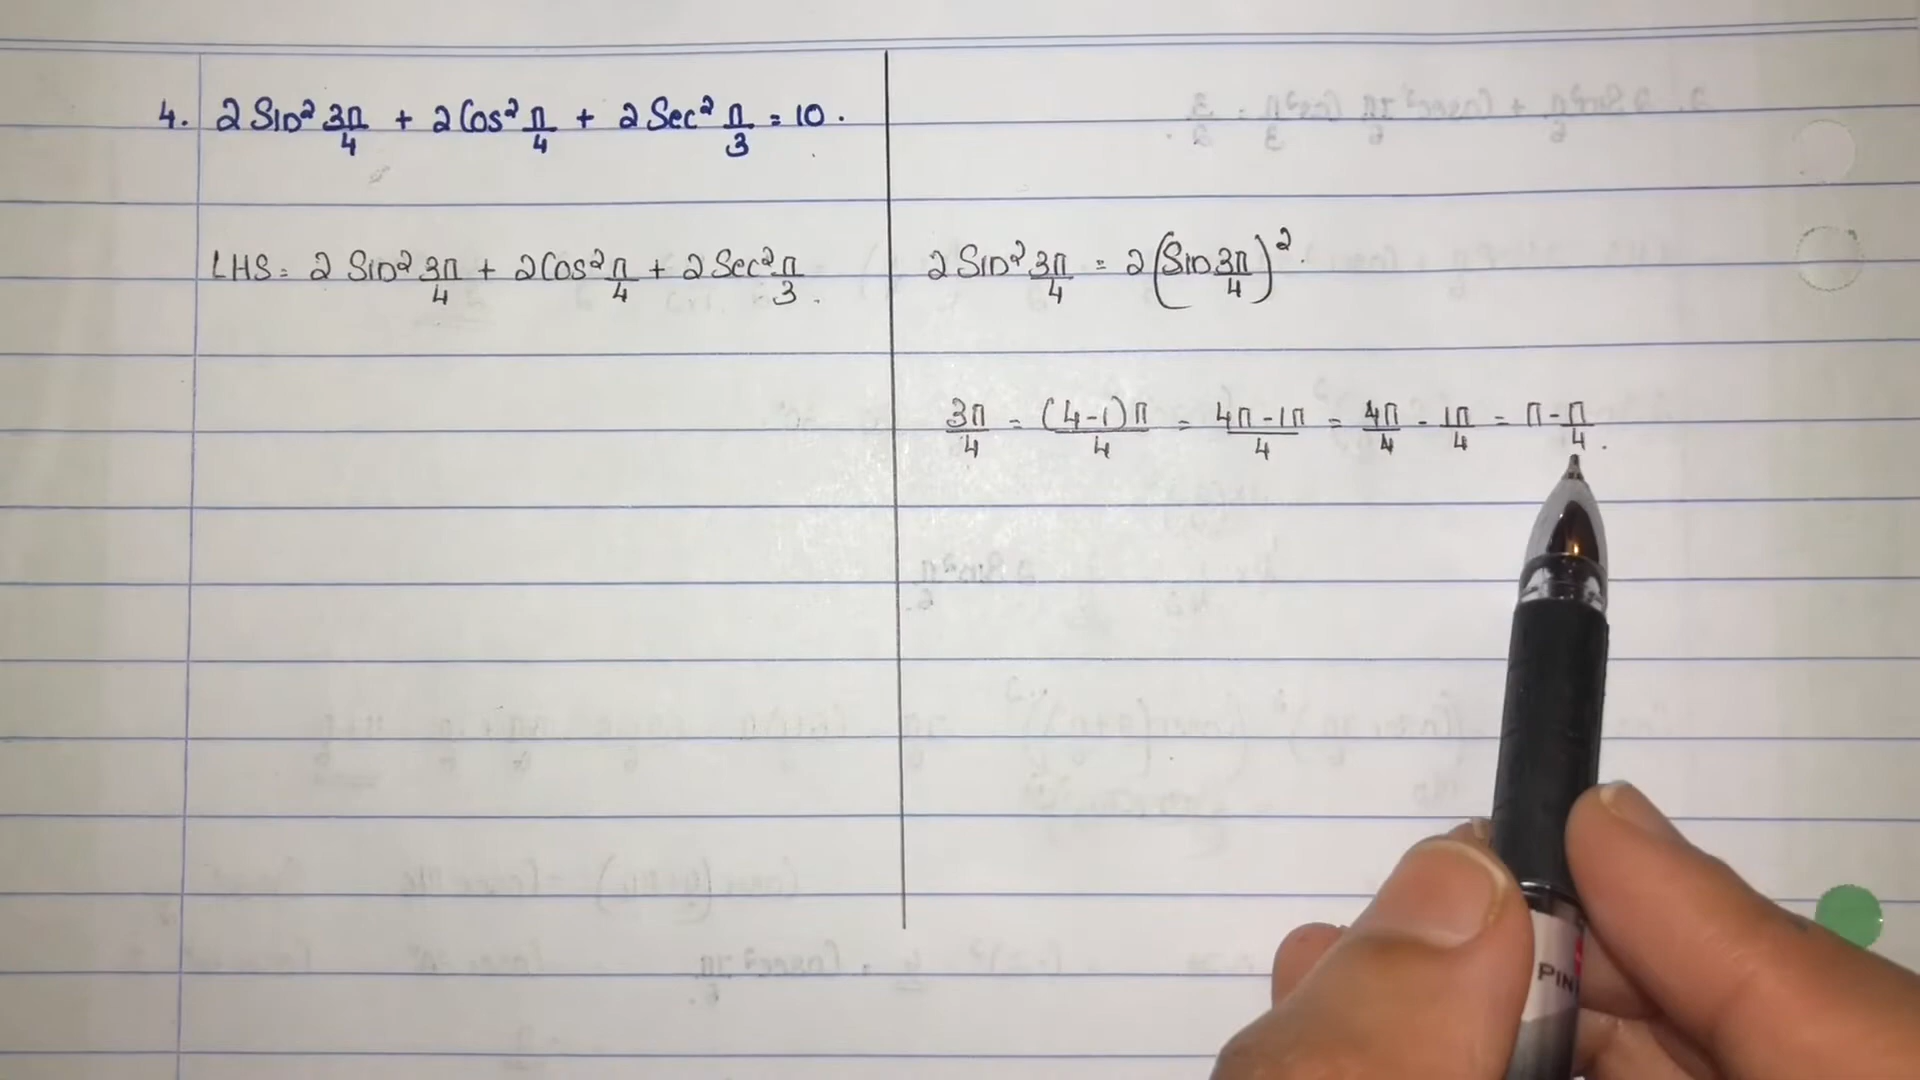 4. 2 Sin² 3π/4 + 2 Cos² π/4 + 2 Sec² π/3 = 10.
LHS = 2 Sin² 3π/4 + 2 Cos² π/4 + 2 Sec² π/3.
2 Sin² 3π/4 = 2(Sin 3π/4)².
3π/4 = (4-1)π/4 = 4π-1π/4 = 4π/4 - 1π/4 = π-π/4.
PIN